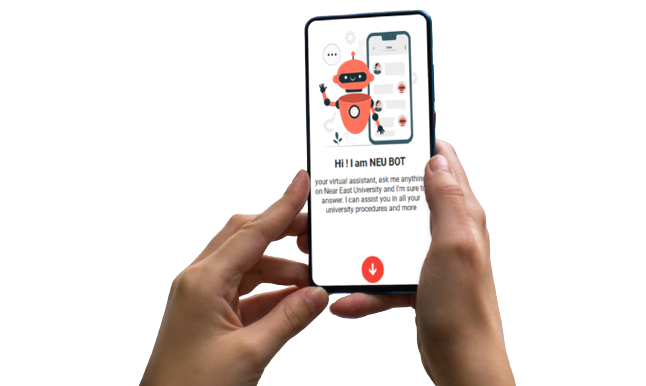 Hi ! I am NEU BOT
your virtual assistant, ask me anything
on Near East University and I'm sure to
answer. I can assist you in all your
university procedures and more